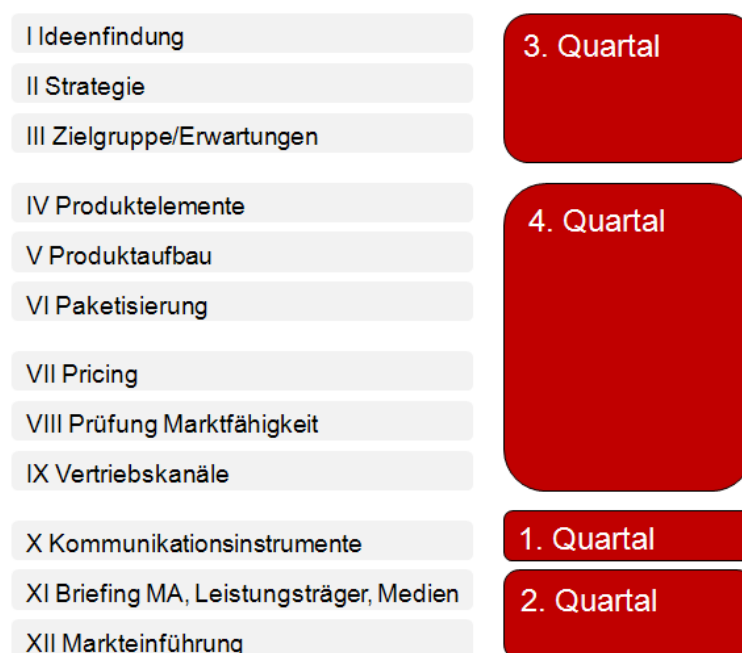 I Ideenfindung
II Strategie
III Zielgruppe/Erwartungen
3. Quartal
IV Produktelemente
V Produktaufbau
VI Paketisierung
VII Pricing
VIII Prüfung Marktfähigkeit
IX Vertriebskanäle
4. Quartal
X Kommunikationsinstrumente
1. Quartal
XI Briefing MA, Leistungsträger, Medien
XII Markteinführung
2. Quartal